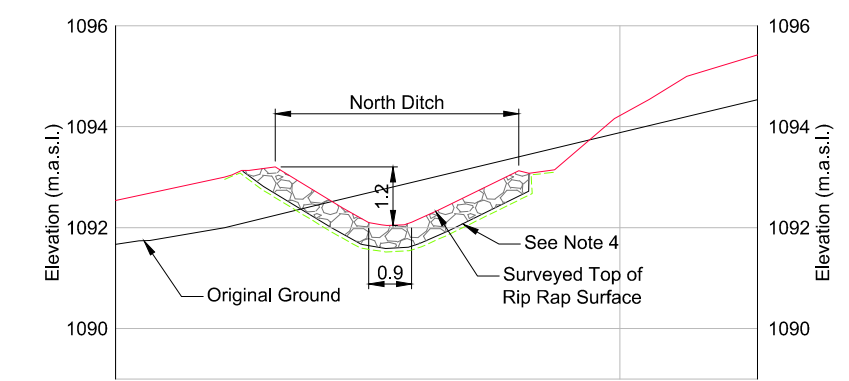 1096
1096
North Ditch
1094
1094
1.2
Elevation (m.a.s.l.)
Elevation (m.a.s.l.)
1092
1092
See Note 4
0.9
Surveyed Top of
Rip Rap Surface
Original Ground
1090
1090